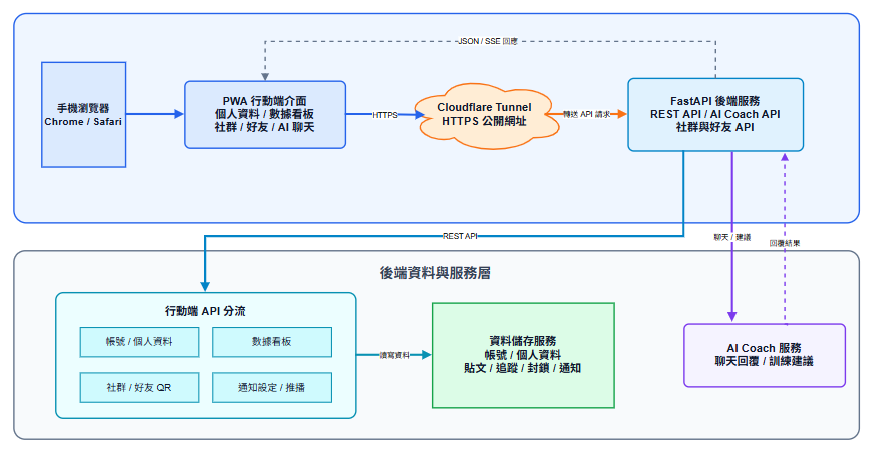 JSON / SSE 回應
手機瀏覽器
Chrome / Safari
PWA 行動端介面
個人資料 / 數據看板
社群 / 好友 / AI 聊天
HTTPS
Cloudflare Tunnel
HTTPS 公開網址
轉送 API 請求
FastAPI 後端服務
REST API / AI Coach API
社群與好友 API
REST API
聊天 / 建議
回覆結果
後端資料與服務層
行動端 API 分流
帳號 / 個人資料
數據看板
社群 / 好友 QR
通知設定 / 推播
讀寫資料
資料儲存服務
帳號 / 個人資料
貼文 / 追蹤 / 封鎖 / 通知
AI Coach 服務
聊天回覆 / 訓練建議